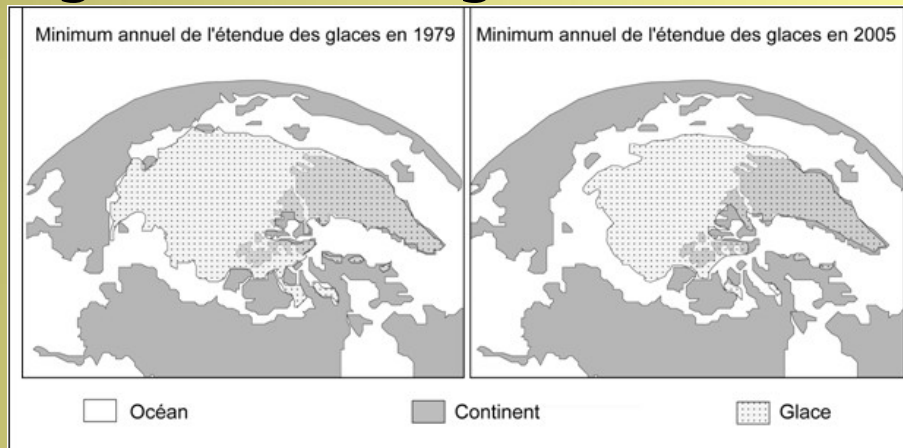 Minimum annuel de l'étendue des glaces en 1979
Minimum annuel de l'étendue des glaces en 2005
Océan
Continent
Glace